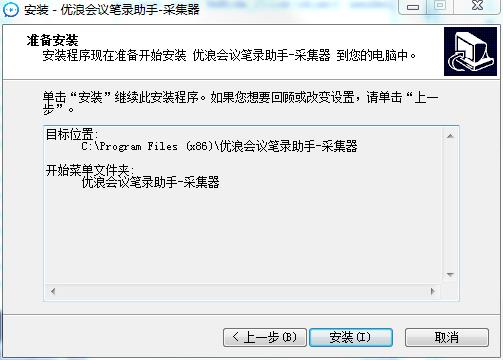 安装 - 优浪会议笔录助手-采集器
准备安装
安装程序现在准备开始安装 优浪会议笔录助手-采集器 到您的电脑中。
单击“安装”继续此安装程序。如果您想要回顾或改变设置，请单击“上一
步”。
目标位置:
C:\Program Files (x86)\优浪会议笔录助手-采集器
开始菜单文件夹:
优浪会议笔录助手-采集器
< 上一步(B)
安装(I)
取消